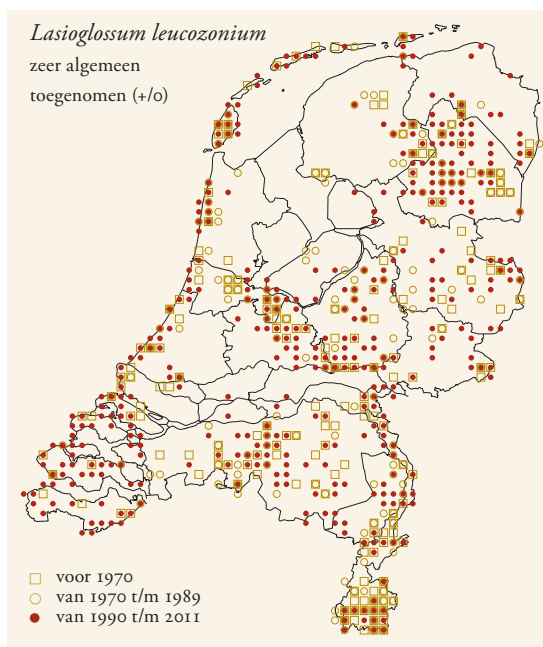 Lasioglossum leucozonium
zeer algemeen
toegenomen (+/0)
voor 1970
van 1970 t/m 1989
van 1990 t/m 2011